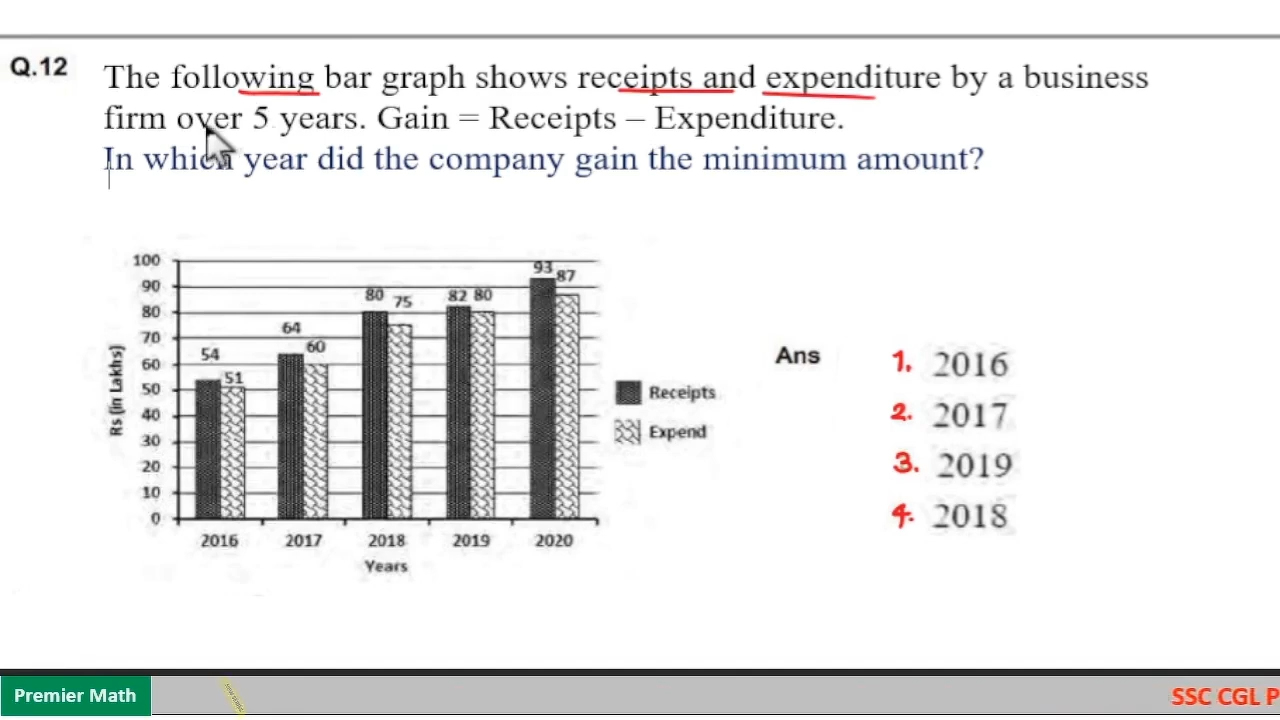 Q.12
The following bar graph shows receipts and expenditure by a business
firm over 5 years. Gain = Receipts – Expenditure.
In which year did the company gain the minimum amount?
100
90
80
70
60
50
40
30
20
10
0
Rs (in Lakhs)
54
51
64
60
80
75
82
80
93
87
2016
2017
2018
2019
2020
Years
Receipts
Expend
Ans
1. 2016
2. 2017
3. 2019
4. 2018
Premier Math
SSC CGL P